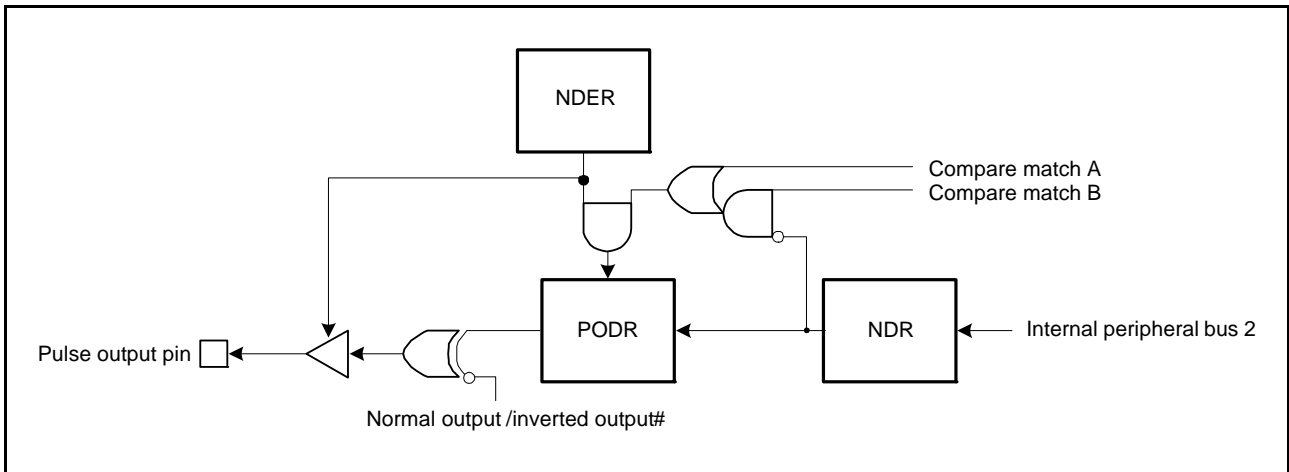 NDER
Compare match A
Compare match B
PODR
NDR
Internal peripheral bus 2
Pulse output pin
Normal output /inverted output#